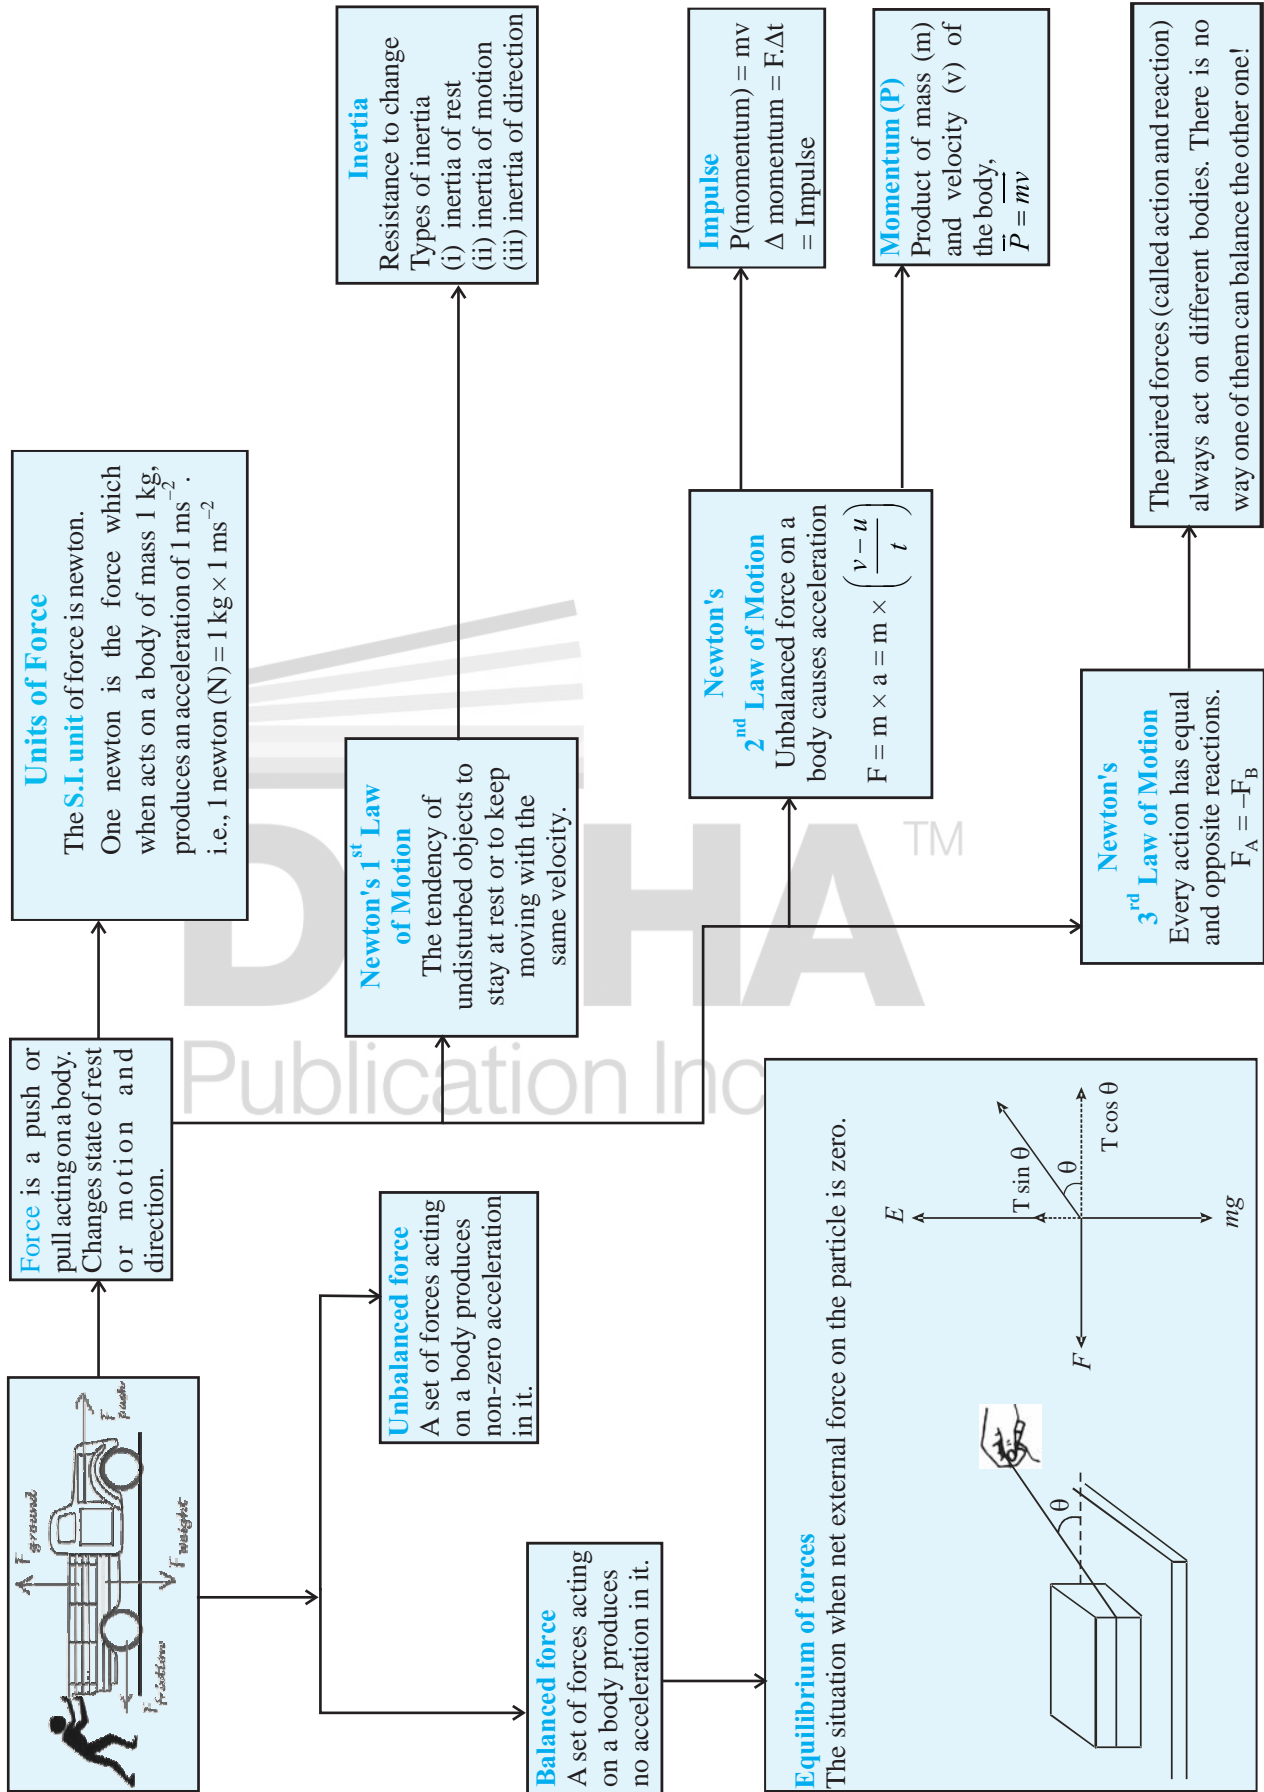 F ground
F push
F friction
F weight
Force is a push or
pull acting on a body.
Changes state of rest
or motion and
direction.
Units of Force
The S.I. unit of force is newton.
One newton is the force which
when acts on a body of mass 1 kg,
produces an acceleration of 1 ms⁻².
i.e., 1 newton (N) = 1 kg × 1 ms⁻²
Unbalanced force
A set of forces acting
on a body produces
non-zero acceleration
in it.
Balanced force
A set of forces acting
on a body produces
no acceleration in it.
Newton's 1st Law
of Motion
The tendency of
undisturbed objects to
stay at rest or to keep
moving with the
same velocity.
Inertia
Resistance to change
Types of inertia
(i) inertia of rest
(ii) inertia of motion
(iii) inertia of direction
Newton's
2nd Law of Motion
Unbalanced force on a
body causes acceleration
F = m × a = m × ((v – u)/t)
Impulse
P(momentum) = mv
Δ momentum = F.Δt
= Impulse
Momentum (P)
Product of mass (m)
and velocity (v) of
the body,
P⃗ = mv⃗
Newton's
3rd Law of Motion
Every action has equal
and opposite reactions.
F_A = –F_B
The paired forces (called action and reaction)
always act on different bodies. There is no
way one of them can balance the other one!
Equilibrium of forces
The situation when net external force on the particle is zero.
θ
E
T sin θ
θ
T cos θ
F
mg
DISHA TM
Publication Inc